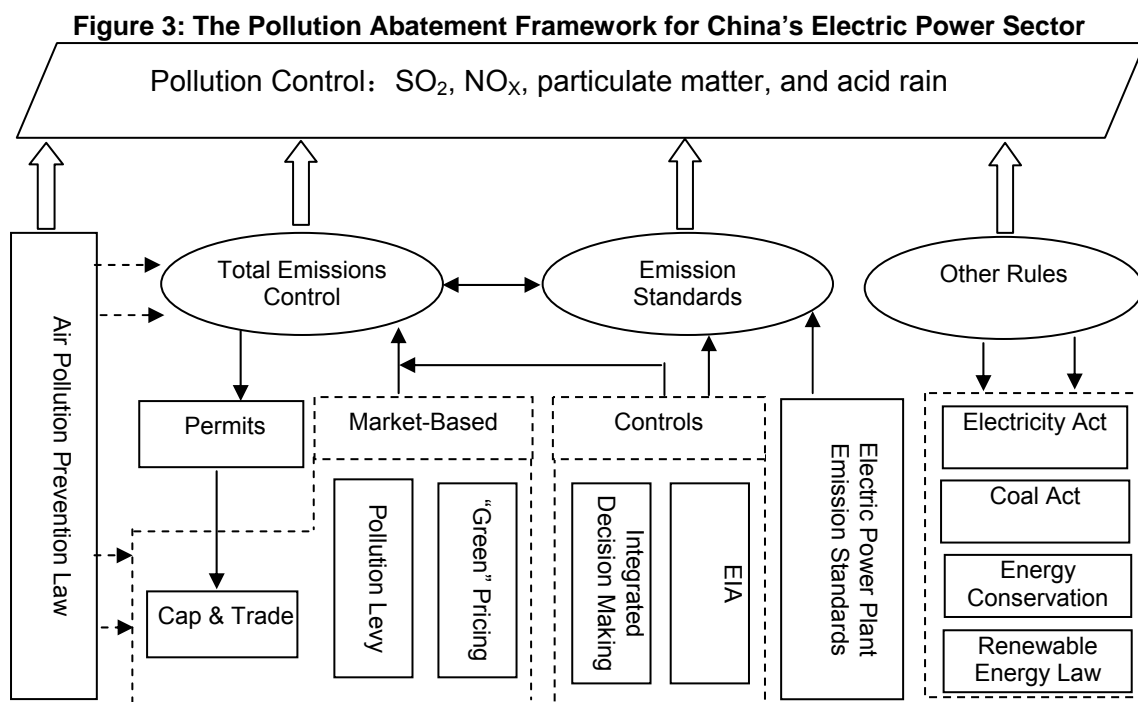 Figure 3: The Pollution Abatement Framework for China’s Electric Power Sector
Pollution Control：SO₂, NOₓ, particulate matter, and acid rain
Air Pollution Prevention Law
Total Emissions
Control
Emission
Standards
Other Rules
Permits
Market-Based
Controls
Electric Power Plant
Emission Standards
Electricity Act
Cap & Trade
Pollution Levy
“Green” Pricing
Integrated
Decision Making
EIA
Coal Act
Energy
Conservation
Renewable
Energy Law